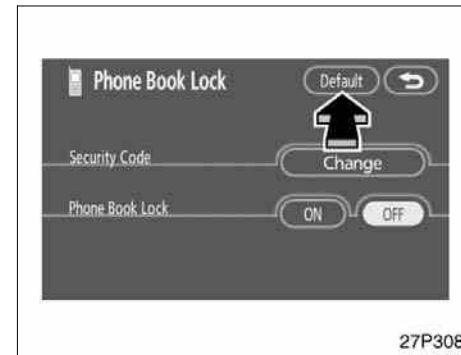 Phone Book Lock Default
Security Code Change
Phone Book Lock ON OFF
27P308